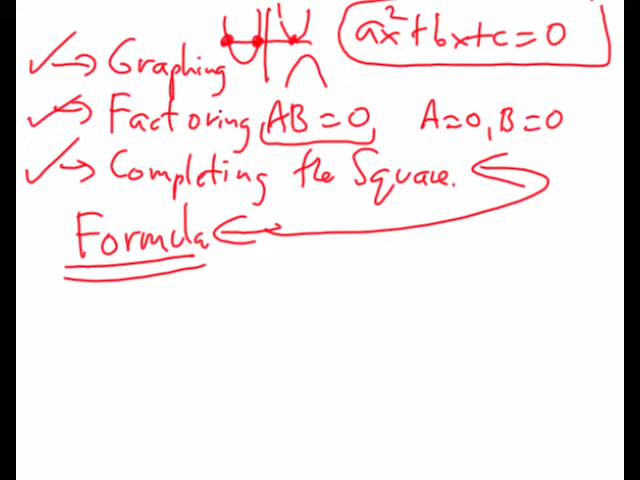 ax²+bx+c=0
→ Graphing
→ Factoring, AB=0, A=0, B=0
→ Completing the Square.
Formula